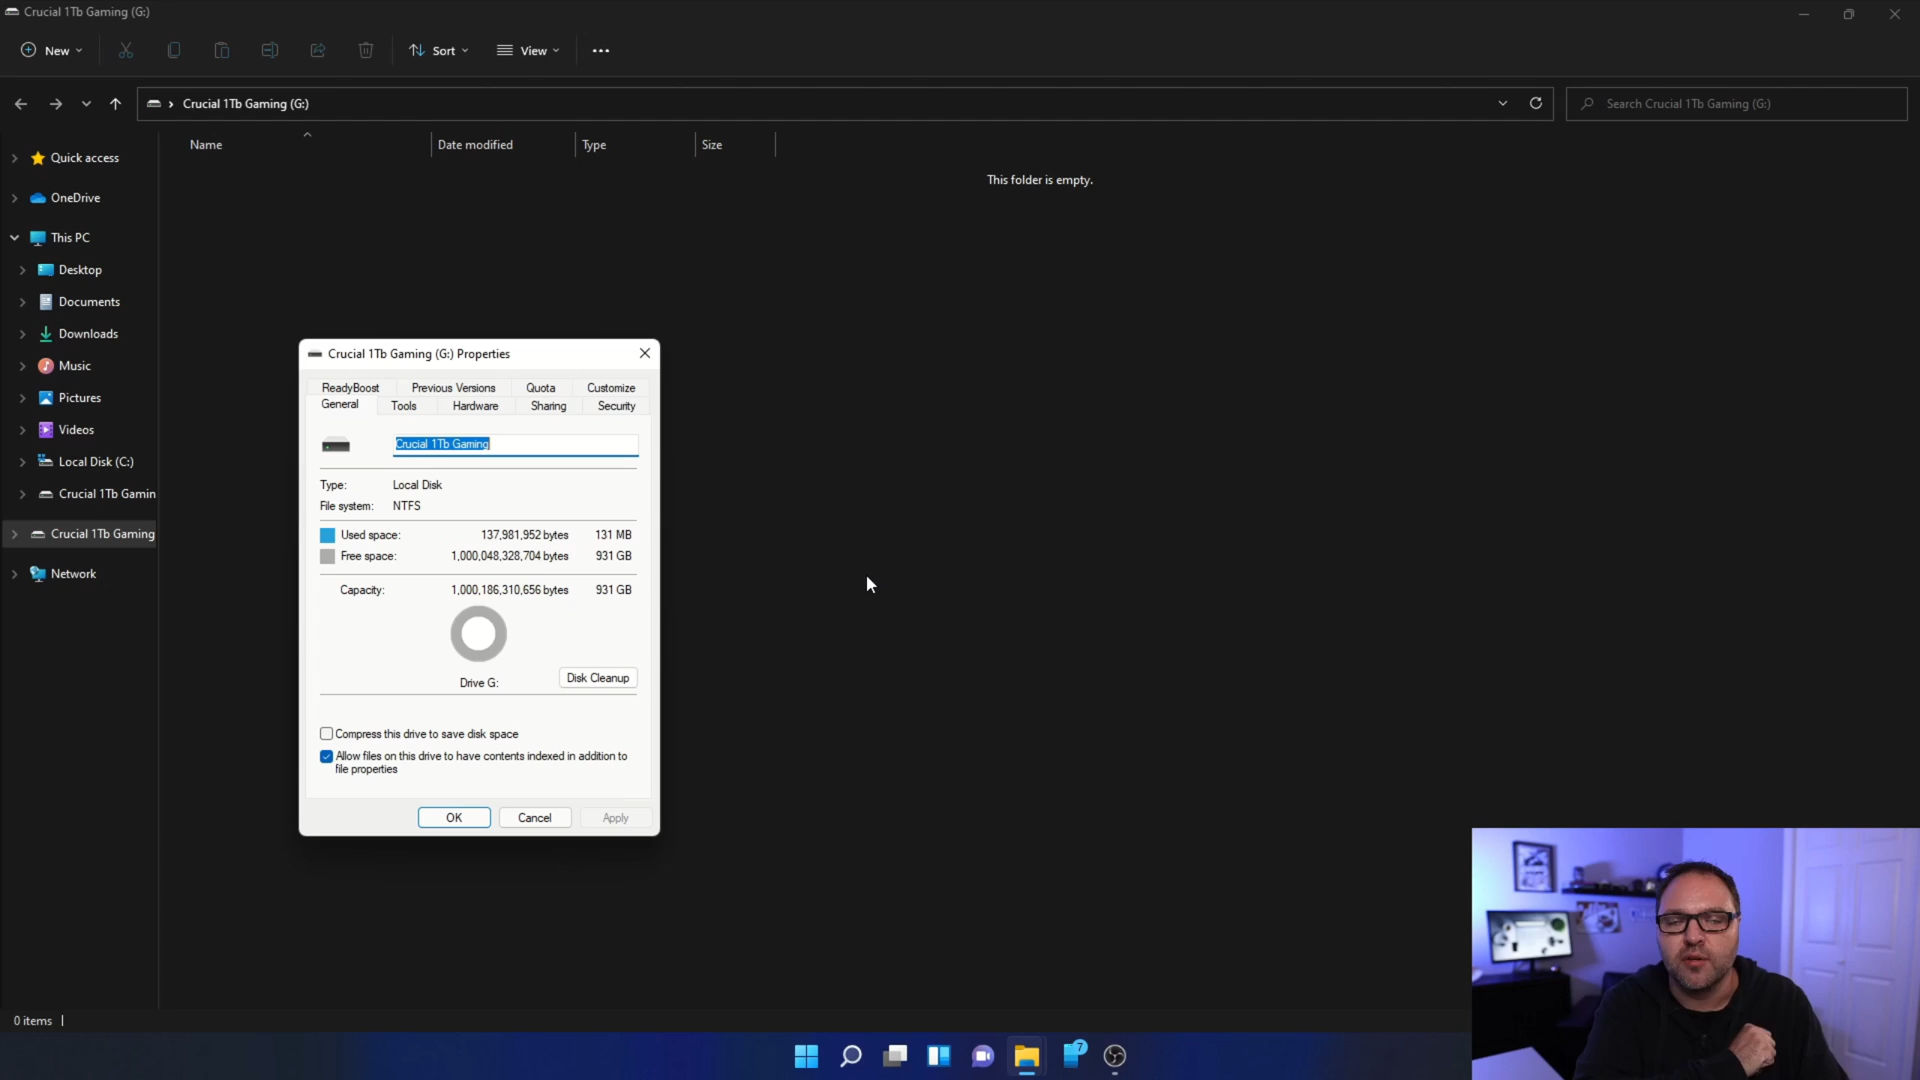 Crucial 1Tb Gaming (G:)
New
Sort
View
Crucial 1Tb Gaming (G:)
Search Crucial 1Tb Gaming (G:)
Name
Date modified
Type
Size
This folder is empty.
Quick access
OneDrive
This PC
Desktop
Documents
Downloads
Music
Pictures
Videos
Local Disk (C:)
Crucial 1Tb Gamin
Crucial 1Tb Gaming
Network
Crucial 1Tb Gaming (G:) Properties
ReadyBoost
Previous Versions
Quota
Customize
General
Tools
Hardware
Sharing
Security
Crucial 1Tb Gaming
Type: Local Disk
File system: NTFS
Used space: 137,981,952 bytes 131 MB
Free space: 1,000,048,328,704 bytes 931 GB
Capacity: 1,000,186,310,656 bytes 931 GB
Drive G:
Disk Cleanup
Compress this drive to save disk space
Allow files on this drive to have contents indexed in addition to
file properties
OK
Cancel
Apply
0 items
7